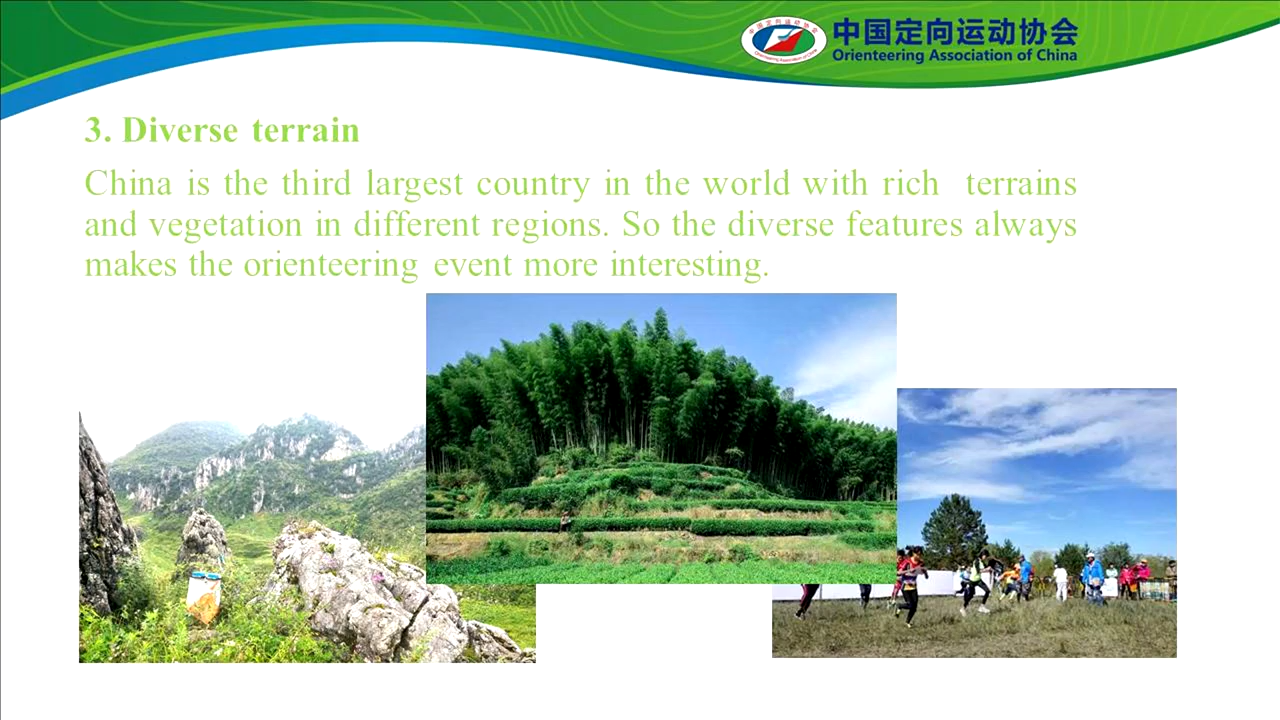 中国定向运动协会
Orienteering Association of China
3. Diverse terrain
China is the third largest country in the world with rich terrains
and vegetation in different regions. So the diverse features always
makes the orienteering event more interesting.